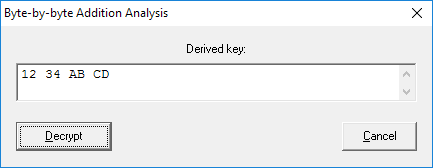 Byte-by-byte Addition Analysis
Derived key:
12 34 AB CD
Decrypt
Cancel